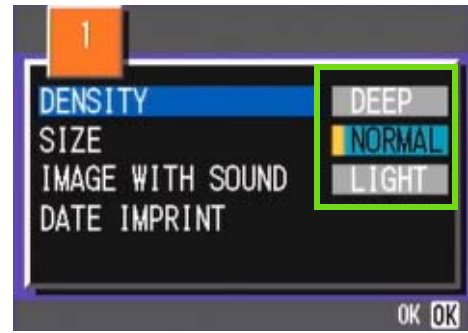 1
DENSITY DEEP
SIZE NORMAL
IMAGE WITH SOUND LIGHT
DATE IMPRINT
OK OK